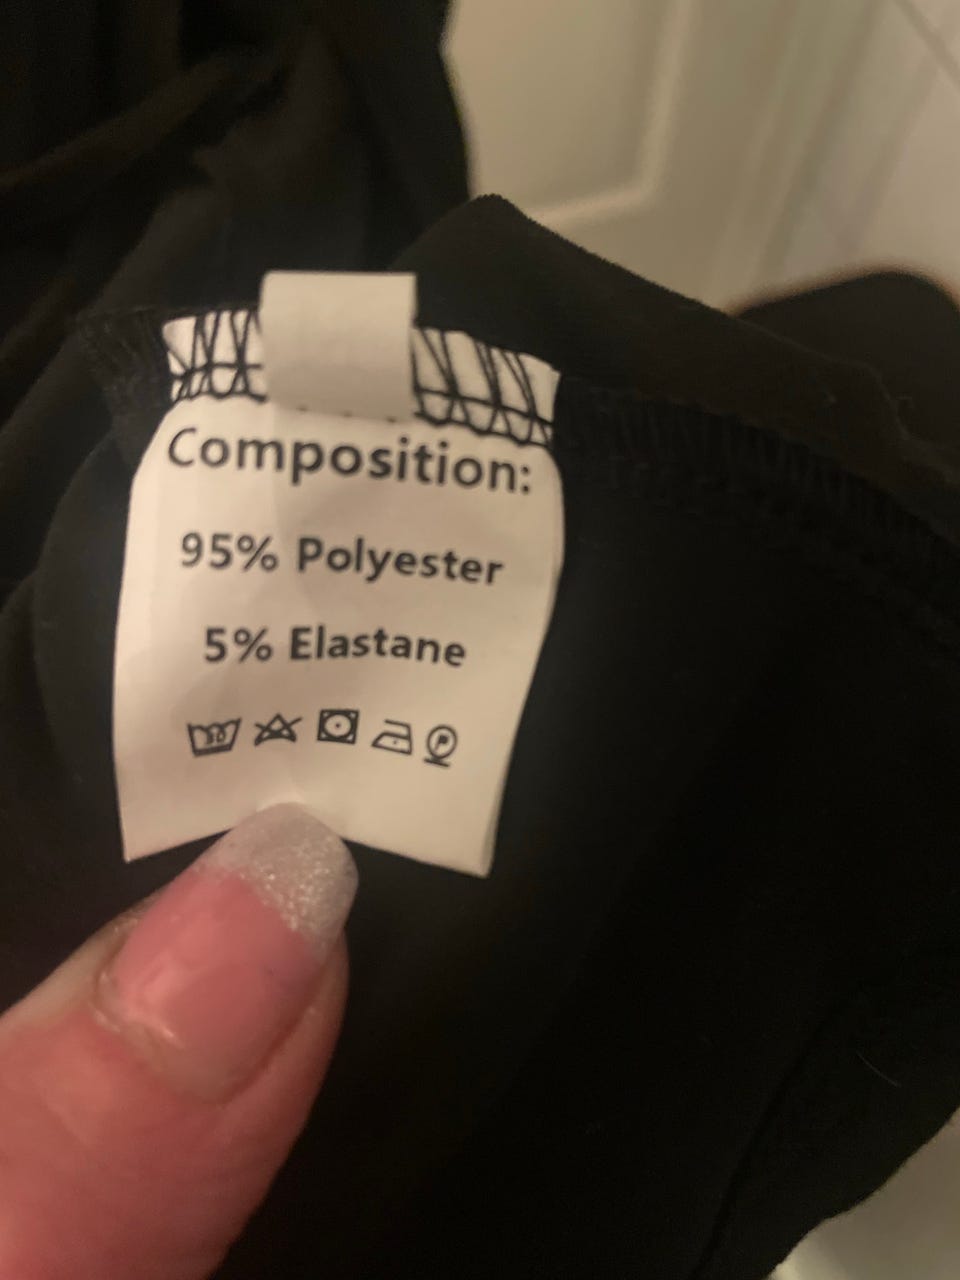 Composition:
95% Polyester
5% Elastane
P